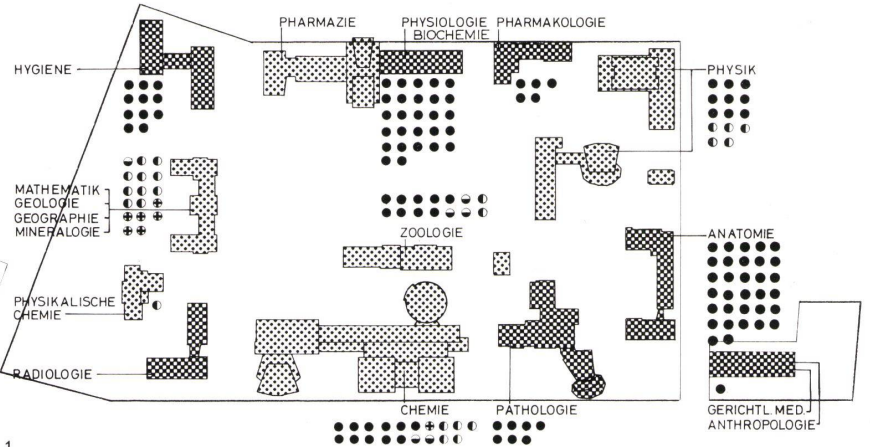 PHARMAZIE
PHYSIOLOGIE
BIOCHEMIE
PHARMAKOLOGIE
HYGIENE
PHYSIK
MATHEMATIK
GEOLOGIE
GEOGRAPHIE
MINERALOGIE
ZOOLOGIE
ANATOMIE
PHYSIKALISCHE
CHEMIE
RADIOLOGIE
CHEMIE
PATHOLOGIE
GERICHTL. MED.
ANTHROPOLOGIE
1